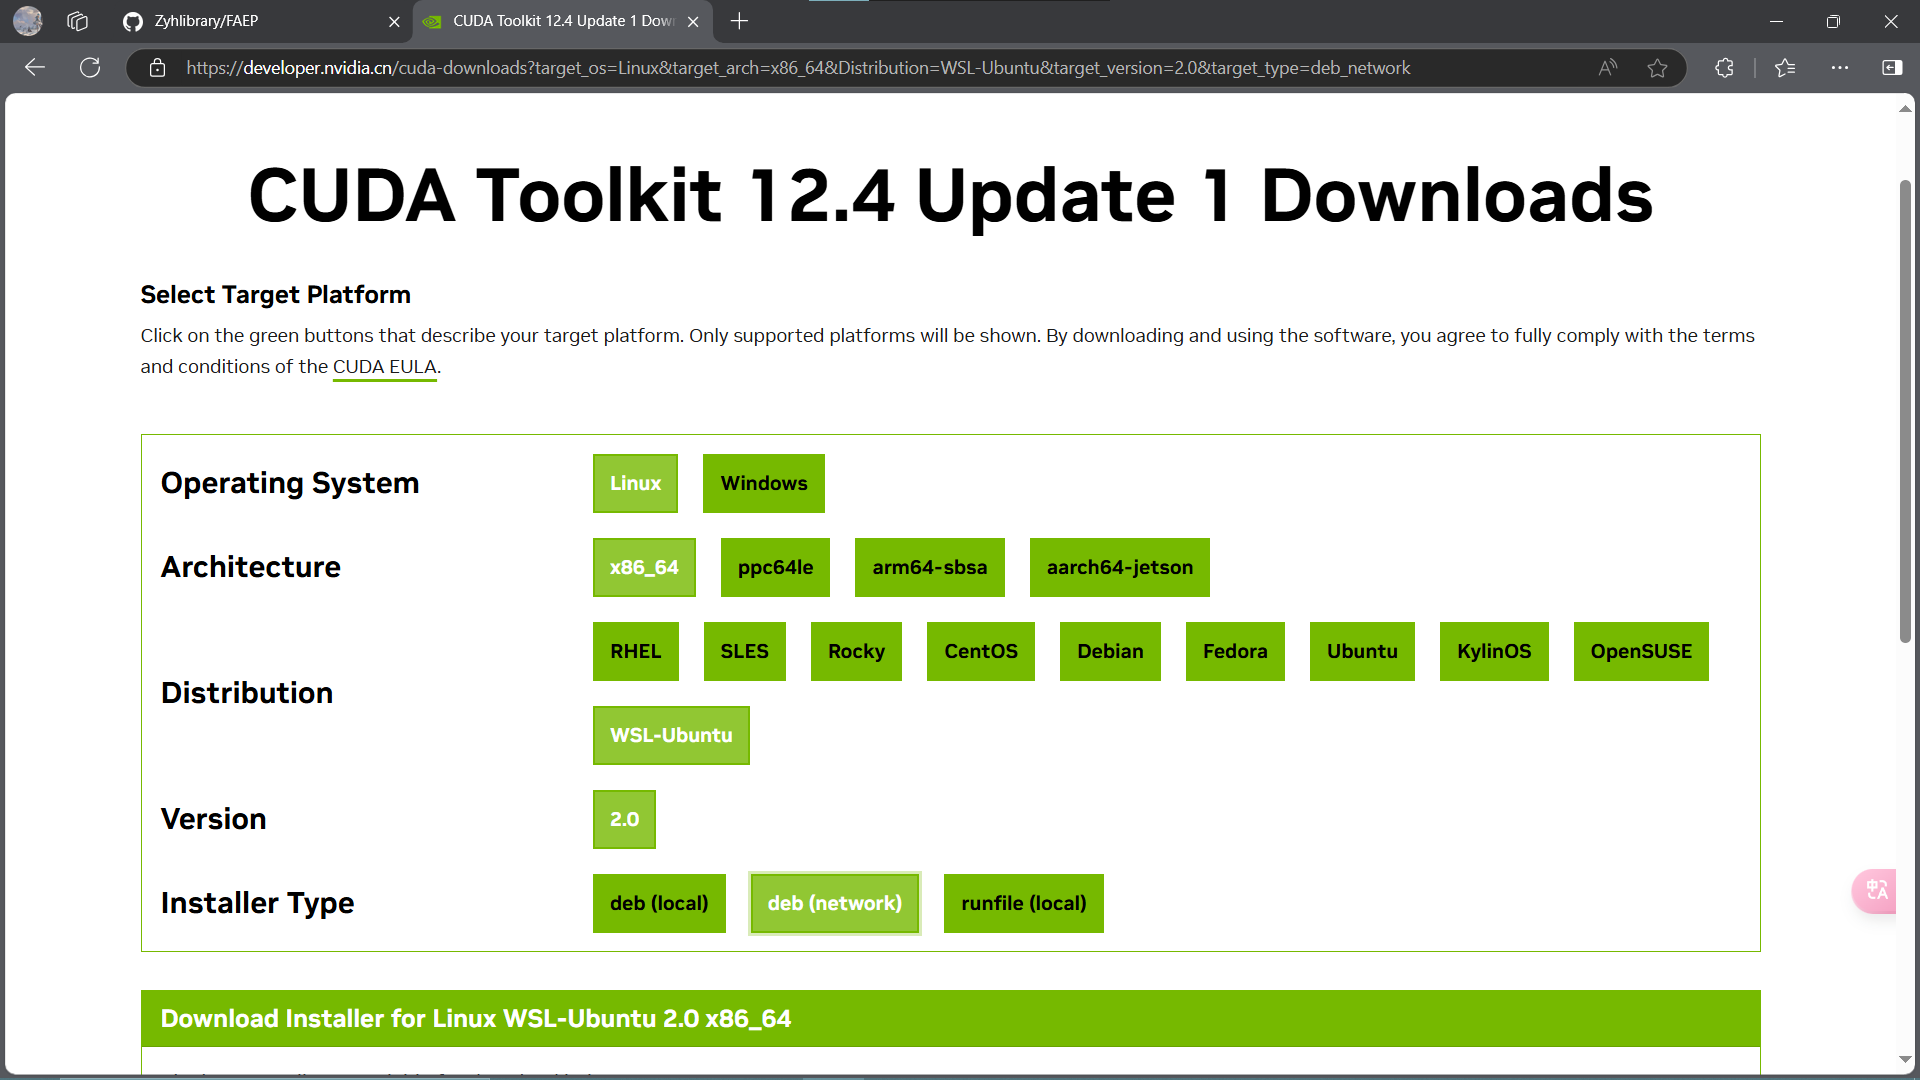 Zyhlibrary/FAEP
CUDA Toolkit 12.4 Update 1 Dow
https://developer.nvidia.cn/cuda-downloads?target_os=Linux&target_arch=x86_64&Distribution=WSL-Ubuntu&target_version=2.0&target_type=deb_network
CUDA Toolkit 12.4 Update 1 Downloads
Select Target Platform
Click on the green buttons that describe your target platform. Only supported platforms will be shown. By downloading and using the software, you agree to fully comply with the terms
and conditions of the CUDA EULA.
Operating System
Linux Windows
Architecture
x86_64 ppc64le arm64-sbsa aarch64-jetson
Distribution
RHEL SLES Rocky CentOS Debian Fedora Ubuntu KylinOS OpenSUSE
WSL-Ubuntu
Version
2.0
Installer Type
deb (local) deb (network) runfile (local)
Download Installer for Linux WSL-Ubuntu 2.0 x86_64